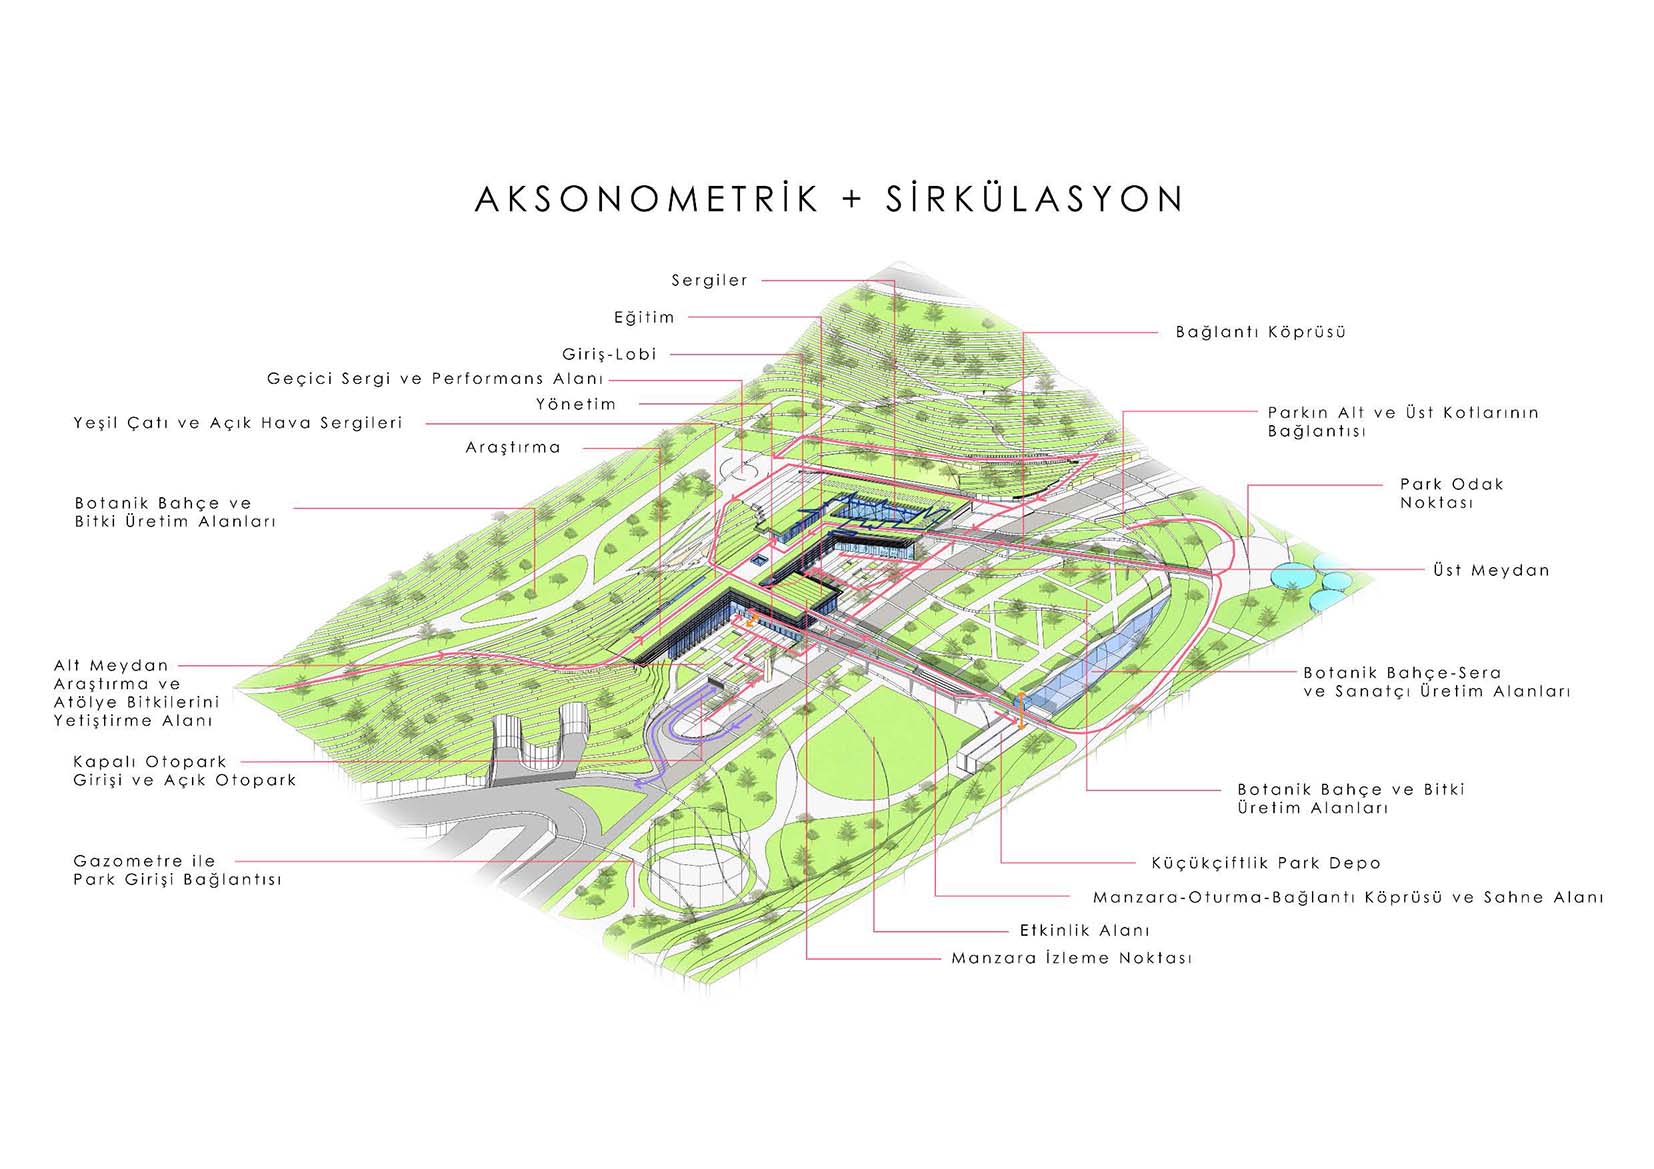 AKSONOMETRİK + SİRKÜLASYON
Sergiler
Eğitim
Giriş-Lobi
Geçici Sergi ve Performans Alanı
Yönetim
Yeşil Çatı ve Açık Hava Sergileri
Araştırma
Botanik Bahçe ve
Bitki Üretim Alanları
Alt Meydan
Araştırma ve
Atölye Bitkilerini
Yetiştirme Alanı
Kapalı Otopark
Girişi ve Açık Otopark
Gazometre ile
Park Girişi Bağlantısı
Bağlantı Köprüsü
Parkın Alt ve Üst Kotlarının
Bağlantısı
Park Odak
Noktası
Üst Meydan
Botanik Bahçe-Sera
ve Sanatçı Üretim Alanları
Botanik Bahçe ve Bitki
Üretim Alanları
Küçükçiftlik Park Depo
Manzara-Oturma-Bağlantı Köprüsü ve Sahne Alanı
Etkinlik Alanı
Manzara İzleme Noktası